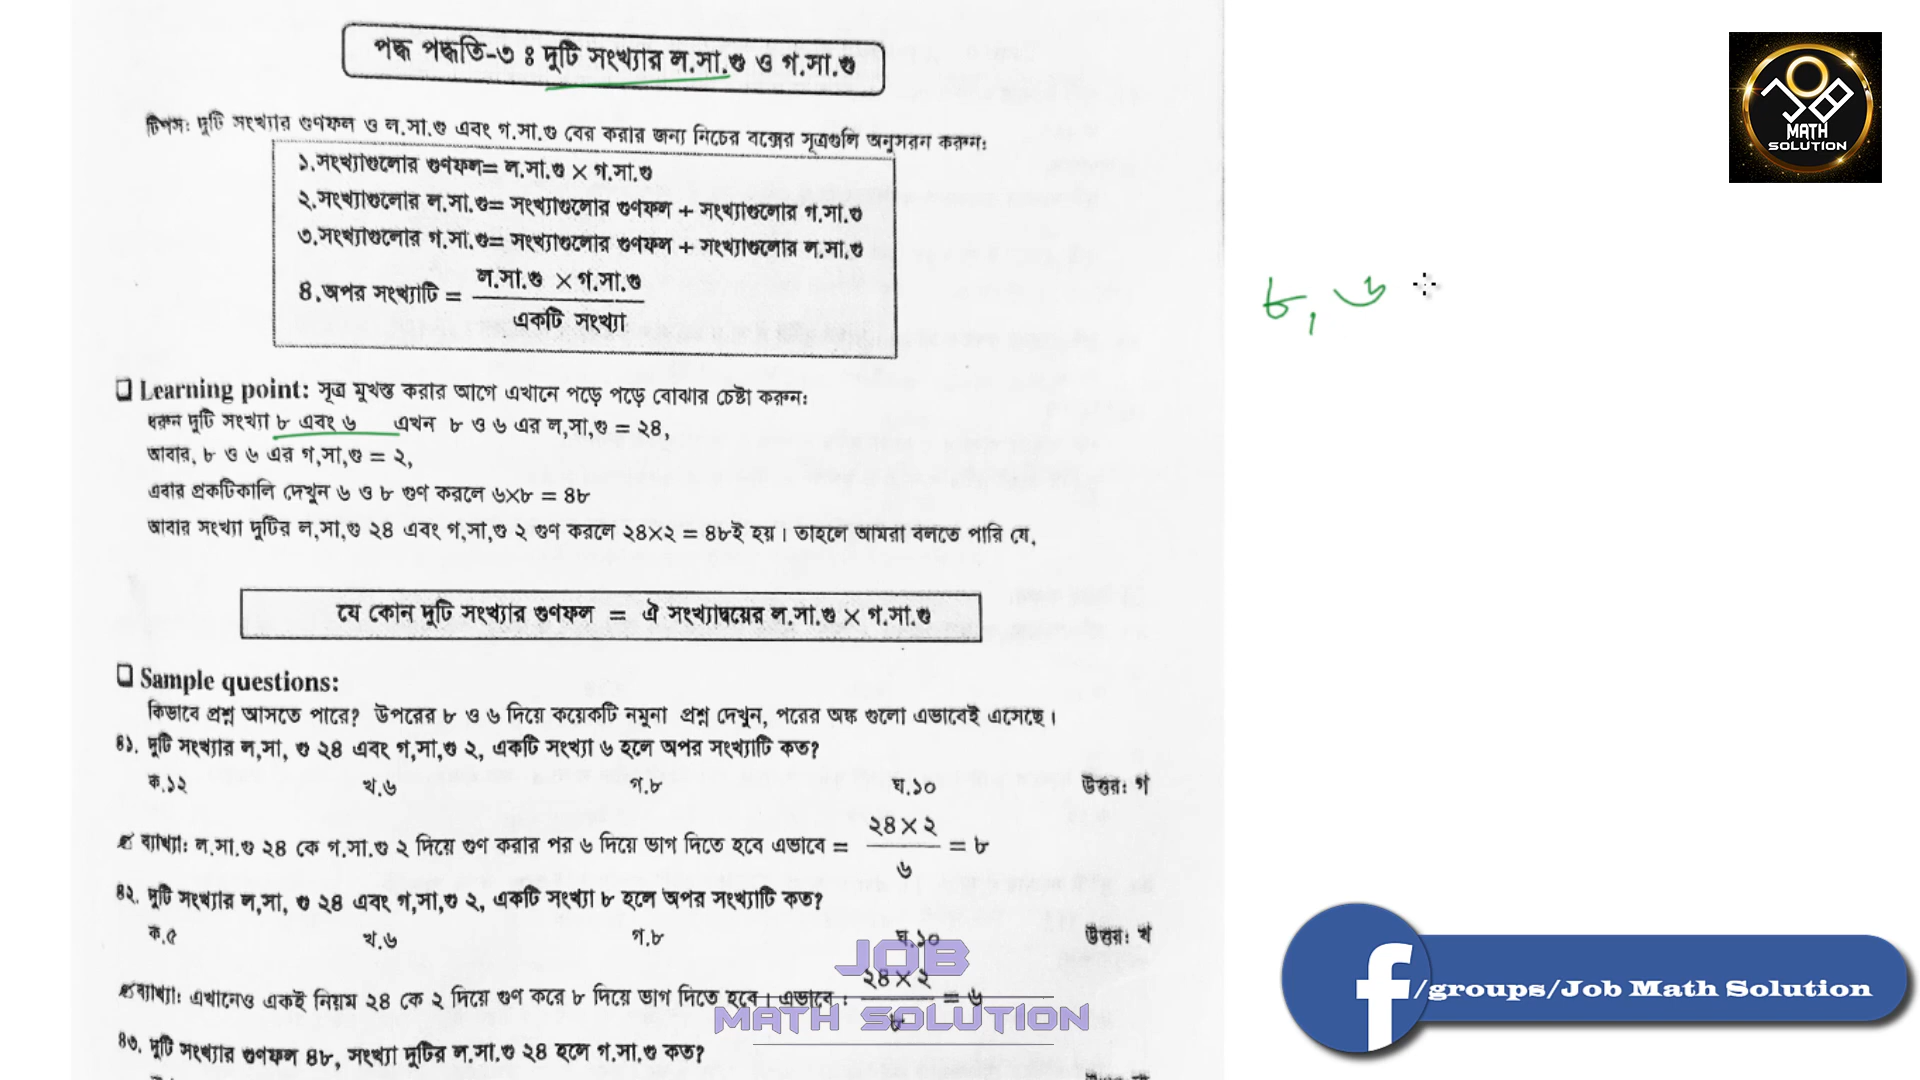 পদ্ধ পদ্ধতি-৩ ঃ দুটি সংখ্যার ল.সা.গু ও গ.সা.গু
টিপস: দুটি সংখ্যার গুণফল ও ল.সা.গু এবং গ.সা.গু বের করার জন্য নিচের বক্সের সূত্রগুলি অনুসরন করুন:
১.সংখ্যাগুলোর গুণফল= ল.সা.গু × গ.সা.গু
২.সংখ্যাগুলোর ল.সা.গু= সংখ্যাগুলোর গুণফল ÷ সংখ্যাগুলোর গ.সা.গু
৩.সংখ্যাগুলোর গ.সা.গু= সংখ্যাগুলোর গুণফল ÷ সংখ্যাগুলোর ল.সা.গু
৪.অপর সংখ্যাটি = ল.সা.গু × গ.সা.গু
একটি সংখ্যা
❑ Learning point: সূত্র মুখস্ত করার আগে এখানে পড়ে পড়ে বোঝার চেষ্টা করুন:
ধরুন দুটি সংখ্যা ৮ এবং ৬ এখন ৮ ও ৬ এর ল,সা,গু = ২৪,
আবার, ৮ ও ৬ এর গ,সা,গু = ২,
এবার প্রকটিকালি দেখুন ৬ ও ৮ গুণ করলে ৬×৮ = ৪৮
আবার সংখ্যা দুটির ল,সা,গু ২৪ এবং গ,সা,গু ২ গুণ করলে ২৪×২ = ৪৮ই হয়। তাহলে আমরা বলতে পারি যে,
যে কোন দুটি সংখ্যার গুণফল = ঐ সংখ্যাদ্বয়ের ল.সা.গু × গ.সা.গু
❑ Sample questions:
কিভাবে প্রশ্ন আসতে পারে? উপরের ৮ ও ৬ দিয়ে কয়েকটি নমুনা প্রশ্ন দেখুন, পরের অঙ্ক গুলো এভাবেই এসেছে।
৪১. দুটি সংখ্যার ল,সা, গু ২৪ এবং গ,সা,গু ২, একটি সংখ্যা ৬ হলে অপর সংখ্যাটি কত?
ক.১২ খ.৬ গ.৮ ঘ.১০ উত্তর: গ
ব্যাখ্যা: ল.সা.গু ২৪ কে গ.সা.গু ২ দিয়ে গুণ করার পর ৬ দিয়ে ভাগ দিতে হবে এভাবে = ২৪×২ = ৮
৬
৪২. দুটি সংখ্যার ল,সা, গু ২৪ এবং গ,সা,গু ২, একটি সংখ্যা ৮ হলে অপর সংখ্যাটি কত?
ক.৫ খ.৬ গ.৮ ঘ.১০ উত্তর: খ
ব্যাখ্যা: এখানেও একই নিয়ম ২৪ কে ২ দিয়ে গুণ করে ৮ দিয়ে ভাগ দিতে হবে। এভাবে : ২৪×২ = ৬
৮
৪৩. দুটি সংখ্যার গুণফল ৪৮, সংখ্যা দুটির ল.সা.গু ২৪ হলে গ.সা.গু কত?
৮, ৬
JOB
MATH
SOLUTION
JOB
MATH SOLUTION
f/groups/Job Math Solution